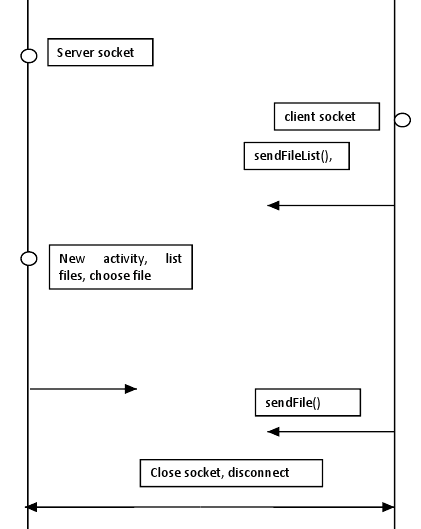 Server socket
client socket
sendFileList(),
New activity, list
files, choose file
sendFile()
Close socket, disconnect